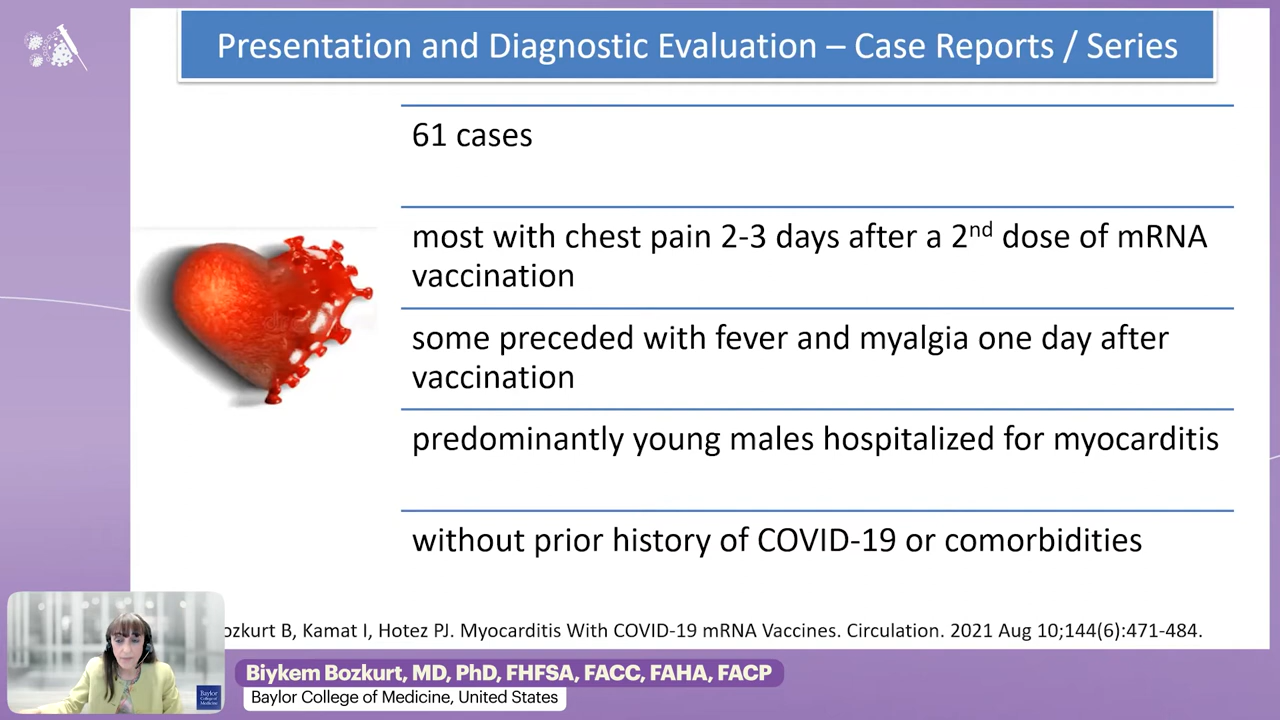 Presentation and Diagnostic Evaluation – Case Reports / Series
61 cases
most with chest pain 2-3 days after a 2nd dose of mRNA
vaccination
some preceded with fever and myalgia one day after
vaccination
predominantly young males hospitalized for myocarditis
without prior history of COVID-19 or comorbidities
ozkurt B, Kamat I, Hotez PJ. Myocarditis With COVID-19 mRNA Vaccines. Circulation. 2021 Aug 10;144(6):471-484.
Biykem Bozkurt, MD, PhD, FHFSA, FACC, FAHA, FACP
Baylor College of Medicine, United States
Baylor
College of
Medicine